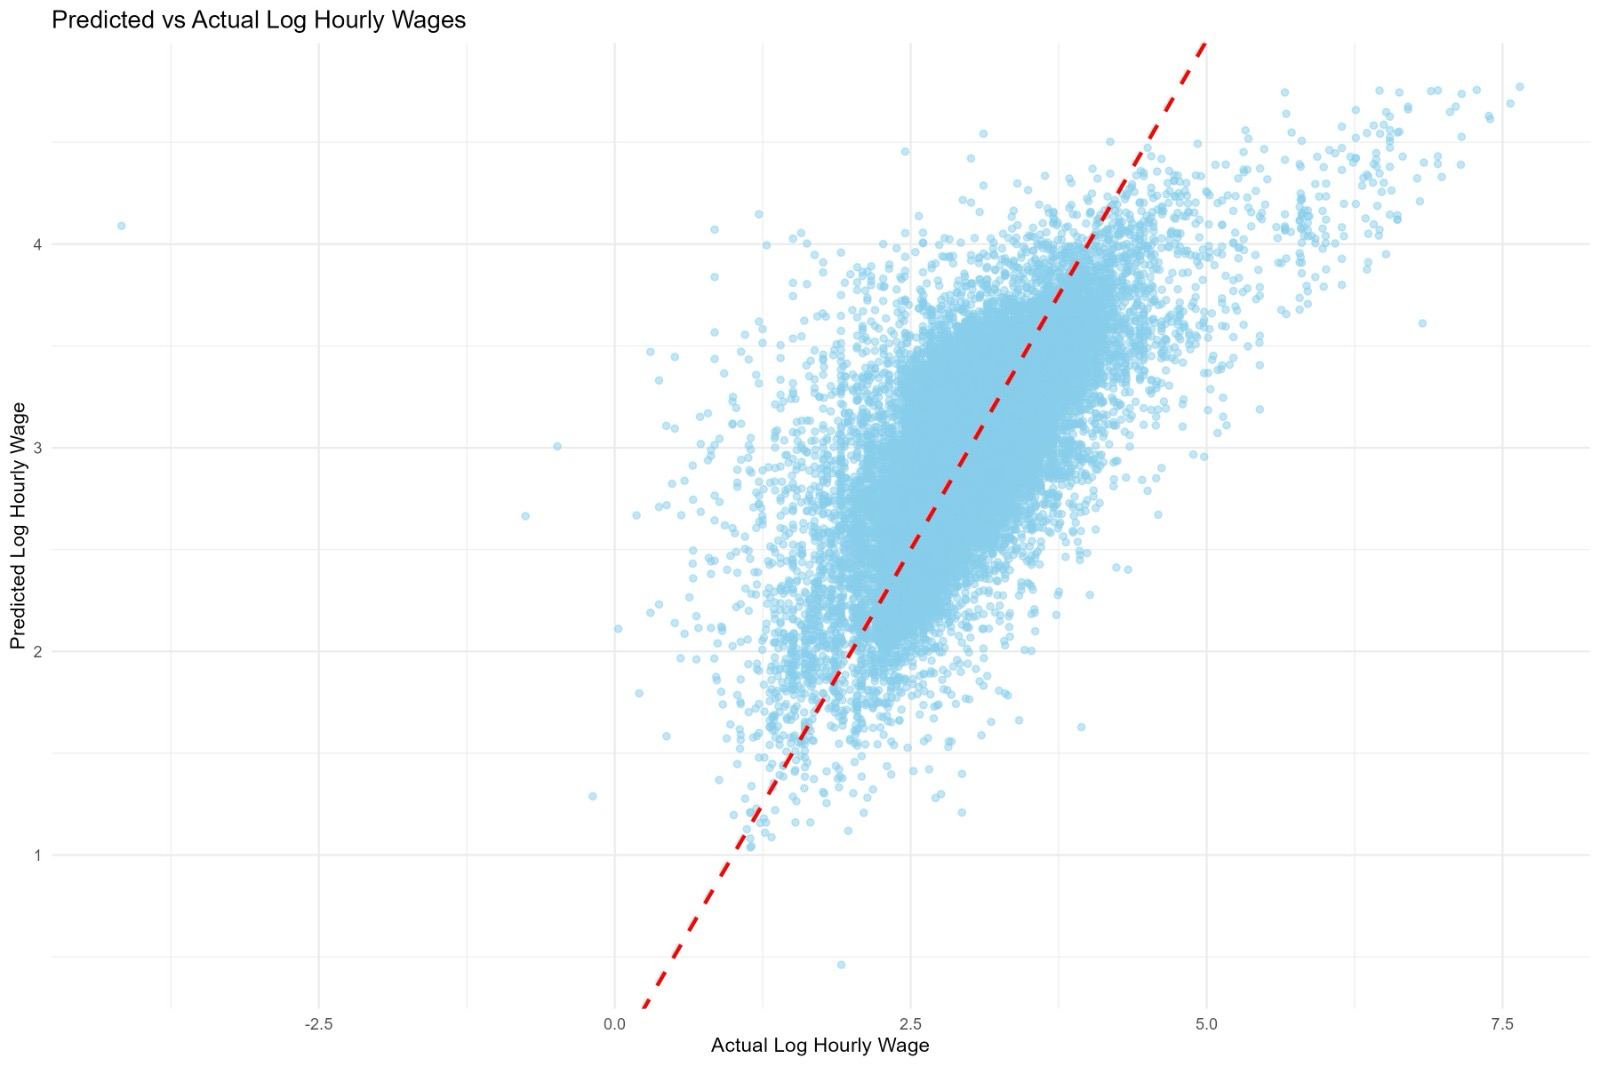 Predicted vs Actual Log Hourly Wages
Predicted Log Hourly Wage
4
3
2
1
-2.5 0.0 2.5 5.0 7.5
Actual Log Hourly Wage